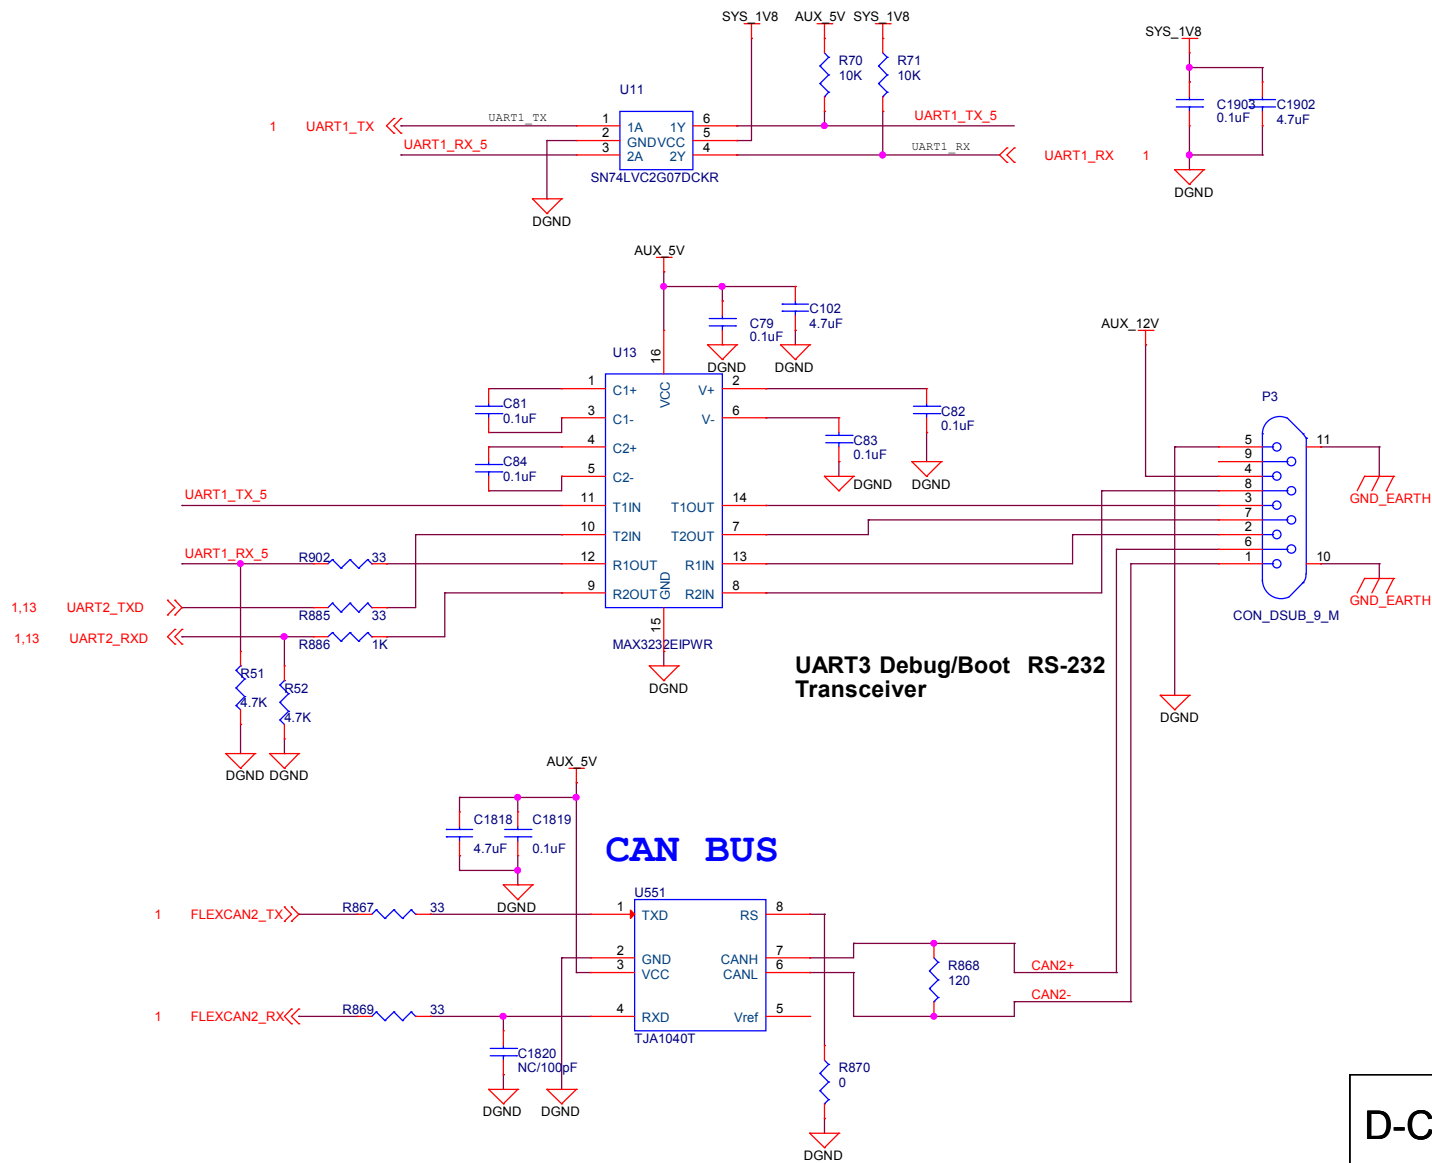 SYS_1V8 AUX_5V SYS_1V8
SYS_1V8
R70
10K
R71
10K
C1903
0.1uF
C1902
4.7uF
DGND
U11
1 UART1_TX UART1_TX 1 1A 1Y 6 UART1_TX_5
2 GND VCC 5
UART1_RX_5 3 2A 2Y 4 UART1_RX UART1_RX 1
SN74LVC2G07DCKR
DGND
AUX_5V
C79
0.1uF
C102
4.7uF
DGND DGND
U13
16 VCC
1 C1+ V+ 2
3 C1- V- 6
4 C2+
5 C2-
C81
0.1uF
C84
0.1uF
C82
0.1uF
C83
0.1uF
DGND
DGND
UART1_TX_5 11 T1IN T1OUT 14
10 T2IN T2OUT 7
UART1_RX_5 R902 33 12 R1OUT R1IN 13
9 R2OUT R2IN 8
GND 15
1,13 UART2_TXD R885 33
1,13 UART2_RXD R886 1K
MAX3232EIPWR
DGND
R51
4.7K
R52
4.7K
DGND DGND
UART3 Debug/Boot RS-232
Transceiver
AUX_12V
P3
5
9
4
8
3
7
2
6
1
11
10
GND_EARTH
GND_EARTH
CON_DSUB_9_M
DGND
AUX_5V
C1818
4.7uF
C1819
0.1uF
DGND
CAN BUS
U551
1 FLEXCAN2_TX R867 33 1 TXD RS 8
2 GND CANH 7
3 VCC CANL 6
1 FLEXCAN2_RX R869 33 4 RXD Vref 5
TJA1040T
R868
120
CAN2+
CAN2-
C1820
NC/100pF
DGND DGND
R870
0
DGND
D-C